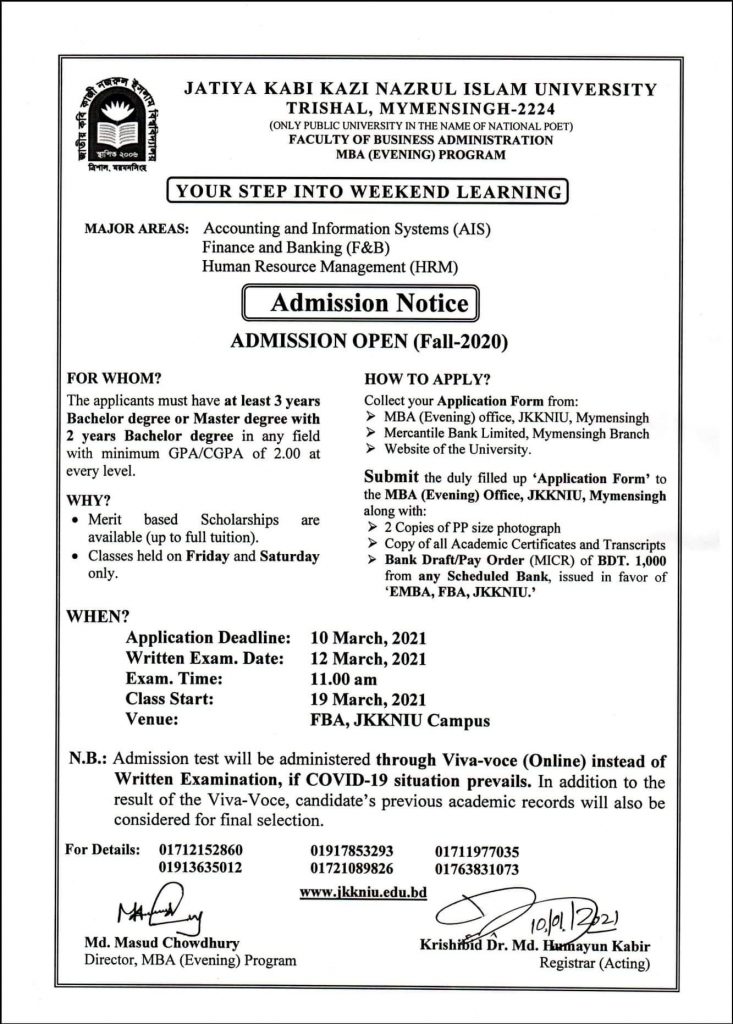 জাতীয় কবি কাজী নজরুল ইসলাম বিশ্ববিদ্যালয়
স্থাপিত ২০০৬
ত্রিশাল, ময়মনসিংহ
JATIYA KABI KAZI NAZRUL ISLAM UNIVERSITY
TRISHAL, MYMENSINGH-2224
(ONLY PUBLIC UNIVERSITY IN THE NAME OF NATIONAL POET)
FACULTY OF BUSINESS ADMINISTRATION
MBA (EVENING) PROGRAM
YOUR STEP INTO WEEKEND LEARNING
MAJOR AREAS: Accounting and Information Systems (AIS)
Finance and Banking (F&B)
Human Resource Management (HRM)
Admission Notice
ADMISSION OPEN (Fall-2020)
FOR WHOM?
The applicants must have at least 3 years
Bachelor degree or Master degree with
2 years Bachelor degree in any field
with minimum GPA/CGPA of 2.00 at
every level.
WHY?
• Merit based Scholarships are
available (up to full tuition).
• Classes held on Friday and Saturday
only.
HOW TO APPLY?
Collect your Application Form from:
➢ MBA (Evening) office, JKKNIU, Mymensingh
➢ Mercantile Bank Limited, Mymensingh Branch
➢ Website of the University.
Submit the duly filled up ‘Application Form’ to
the MBA (Evening) Office, JKKNIU, Mymensingh
along with:
➢ 2 Copies of PP size photograph
➢ Copy of all Academic Certificates and Transcripts
➢ Bank Draft/Pay Order (MICR) of BDT. 1,000
from any Scheduled Bank, issued in favor of
‘EMBA, FBA, JKKNIU.’
WHEN?
Application Deadline: 10 March, 2021
Written Exam. Date: 12 March, 2021
Exam. Time: 11.00 am
Class Start: 19 March, 2021
Venue: FBA, JKKNIU Campus
N.B.: Admission test will be administered through Viva-voce (Online) instead of
Written Examination, if COVID-19 situation prevails. In addition to the
result of the Viva-Voce, candidate’s previous academic records will also be
considered for final selection.
For Details: 01712152860 01917853293 01711977035
01913635012 01721089826 01763831073
www.jkkniu.edu.bd
10/01/2021
Md. Masud Chowdhury
Director, MBA (Evening) Program
Krishibid Dr. Md. Humayun Kabir
Registrar (Acting)